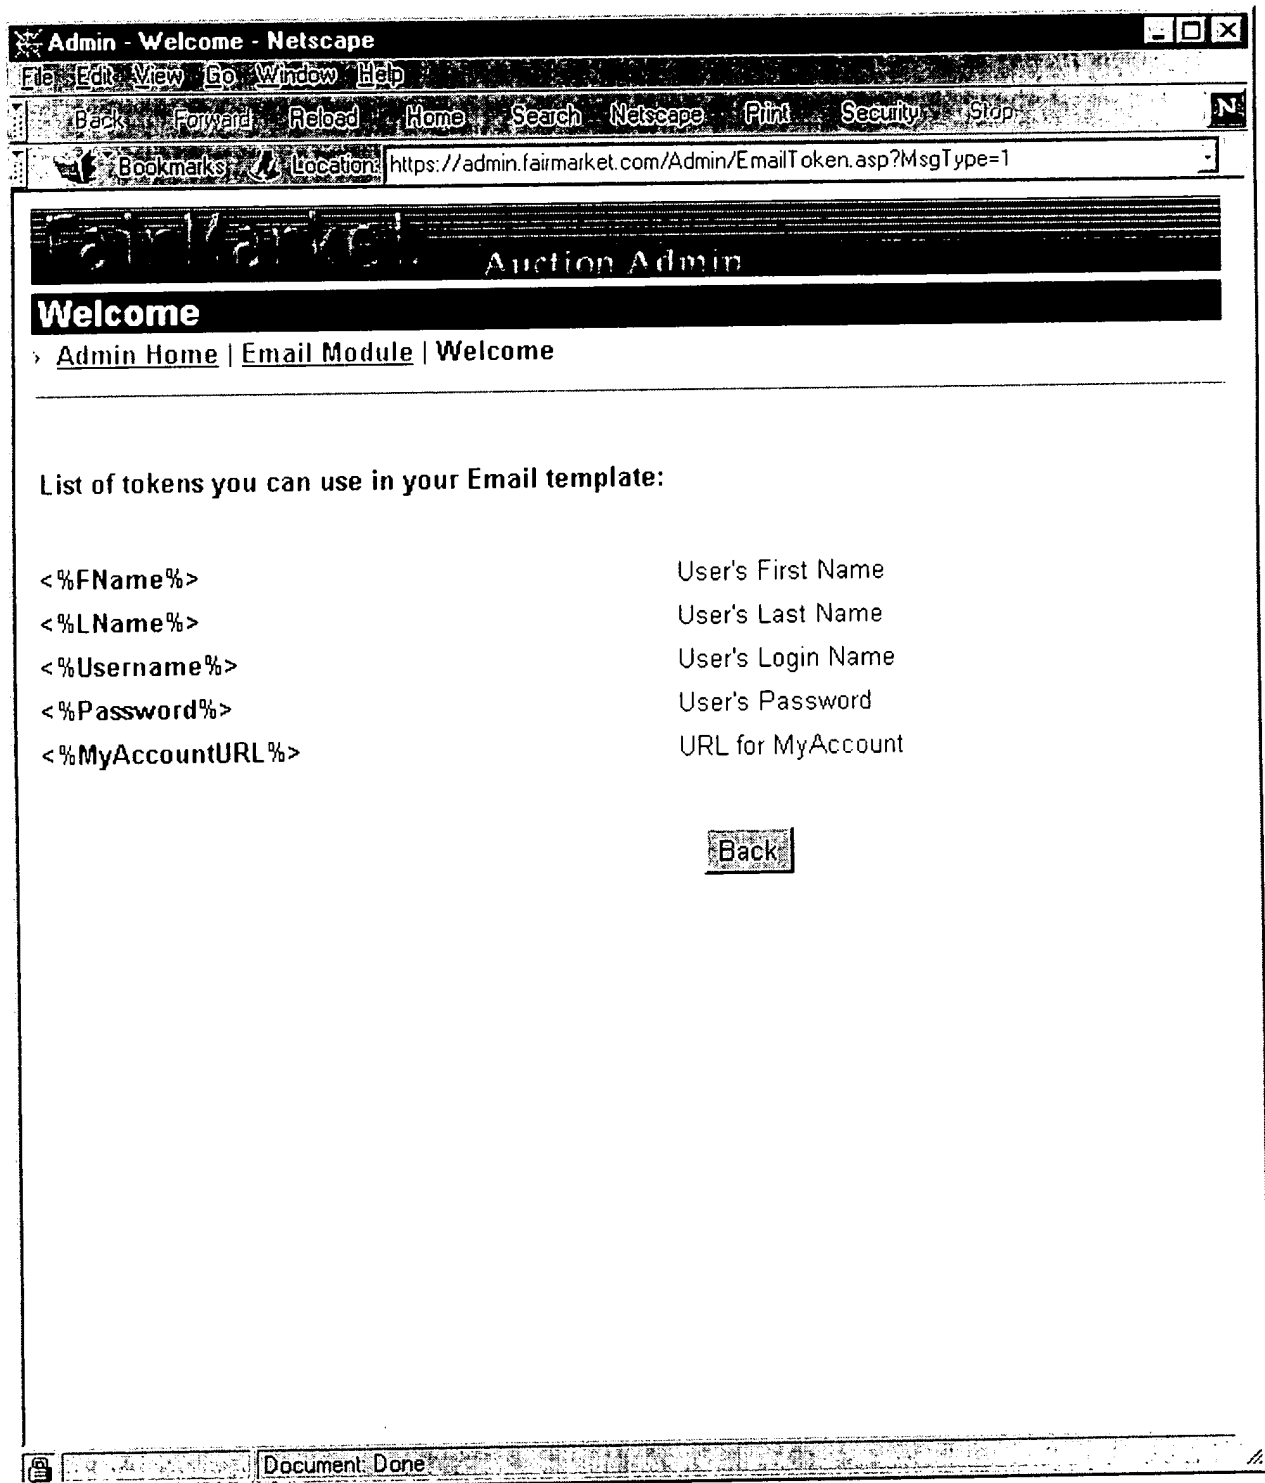 Admin - Welcome - Netscape
File Edit View Go Window Help
Back Forward Reload Home Search Netscape Print Security Stop
N
Bookmarks Location: https://admin.fairmarket.com/Admin/EmailToken.asp?MsgType=1
FairMarket Auction Admin
Welcome
› Admin Home | Email Module | Welcome
List of tokens you can use in your Email template:
<%FName%> User's First Name
<%LName%> User's Last Name
<%Username%> User's Login Name
<%Password%> User's Password
<%MyAccountURL%> URL for MyAccount
Back
Document: Done